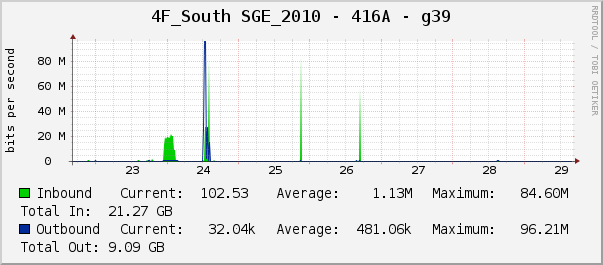 4F_South SGE_2010 - 416A - g39
RRDTOOL / TOBI OETIKER
bits per second
80 M
60 M
40 M
20 M
0
23 24 25 26 27 28 29
Inbound Current: 102.53 Average: 1.13M Maximum: 84.60M
Total In: 21.27 GB
Outbound Current: 32.04k Average: 481.06k Maximum: 96.21M
Total Out: 9.09 GB